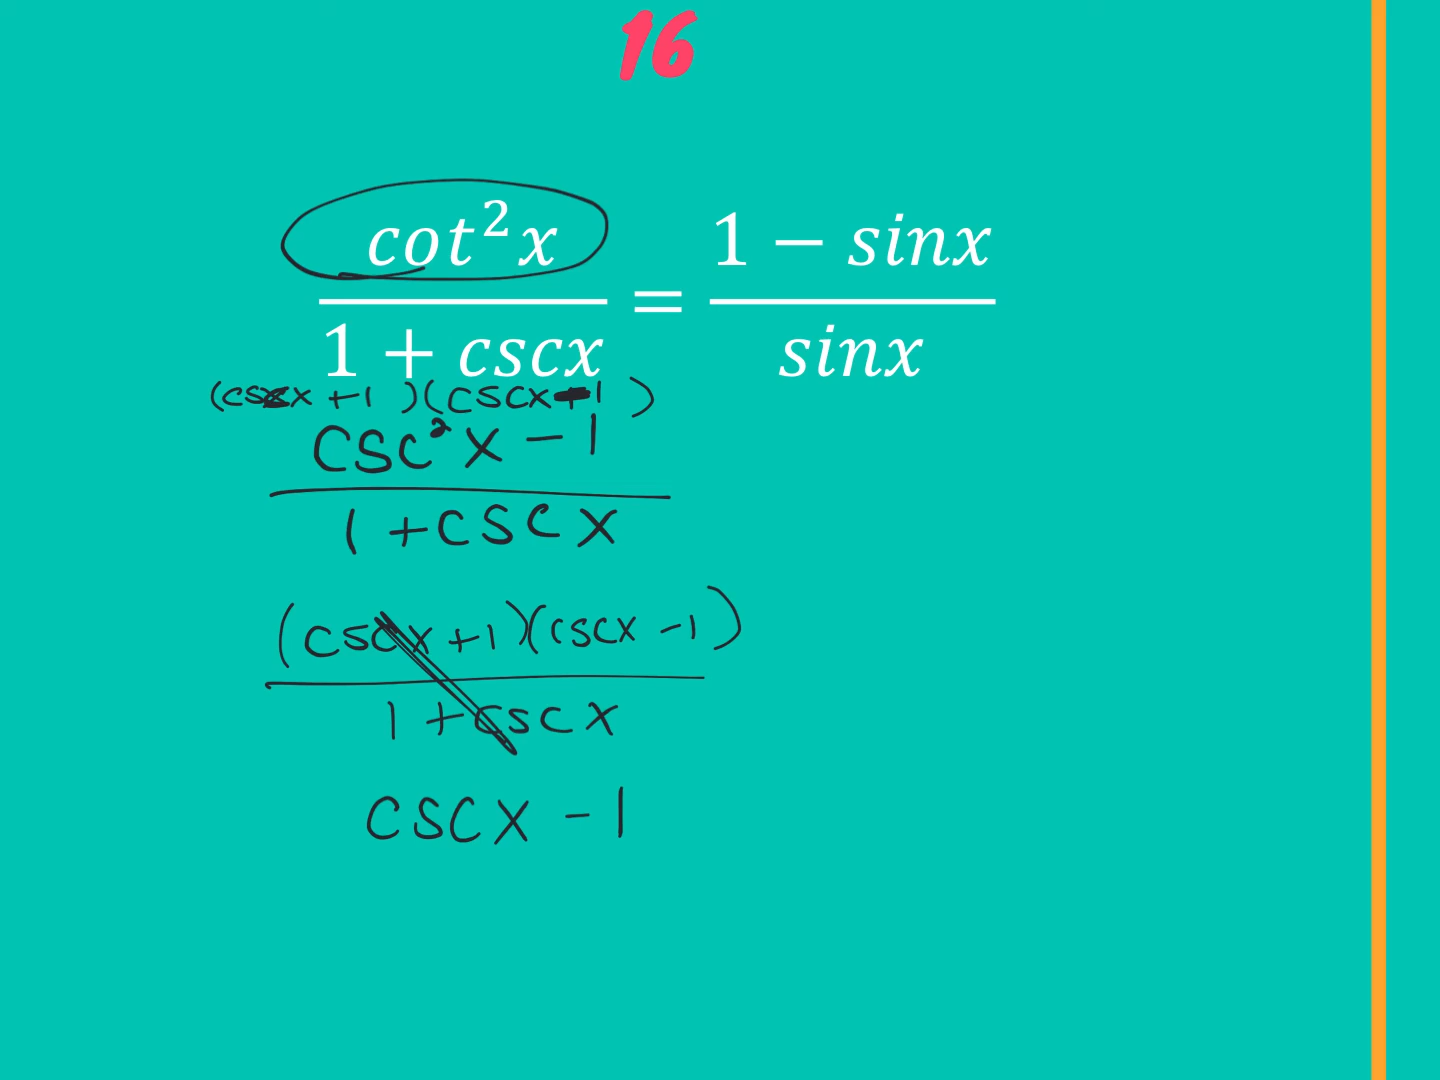 16
cot²x / 1 + cscx = 1 − sinx / sinx
(cscx + 1)(cscx - 1)
csc²x − 1
1 + cscx
(cscx + 1)(cscx − 1)
1 + cscx
cscx − 1